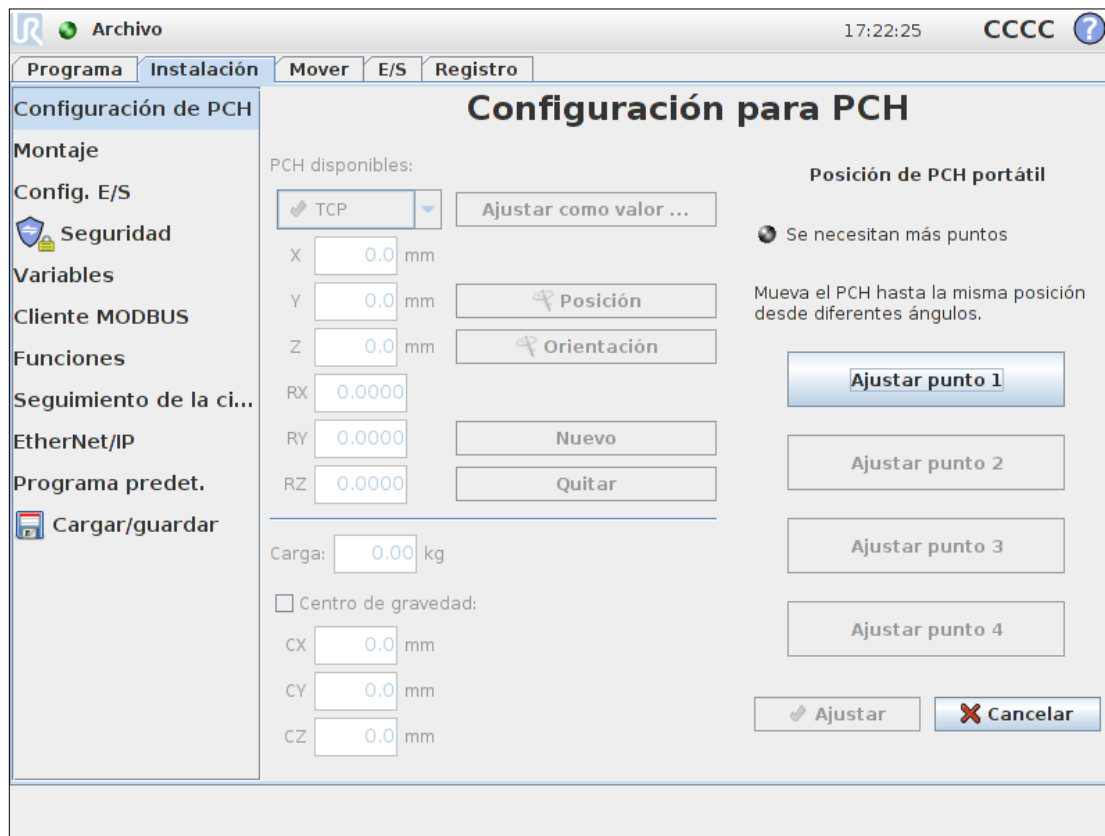 UR
Archivo
17:22:25
CCCC
?
Programa
Instalación
Mover
E/S
Registro
Configuración de PCH
Montaje
Config. E/S
Seguridad
Variables
Cliente MODBUS
Funciones
Seguimiento de la ci...
EtherNet/IP
Programa predet.
Cargar/guardar
Configuración para PCH
PCH disponibles:
TCP
Ajustar como valor ...
X 0.0 mm
Y 0.0 mm
Posición
Z 0.0 mm
Orientación
RX 0.0000
RY 0.0000
Nuevo
RZ 0.0000
Quitar
Carga: 0.00 kg
Centro de gravedad:
CX 0.0 mm
CY 0.0 mm
CZ 0.0 mm
Posición de PCH portátil
Se necesitan más puntos
Mueva el PCH hasta la misma posición
desde diferentes ángulos.
Ajustar punto 1
Ajustar punto 2
Ajustar punto 3
Ajustar punto 4
Ajustar
Cancelar